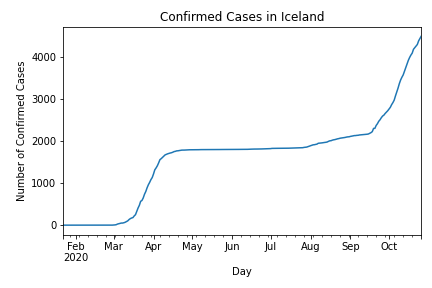 Confirmed Cases in Iceland
Number of Confirmed Cases
4000
3000
2000
1000
0
Feb Mar Apr May Jun Jul Aug Sep Oct
2020
Day